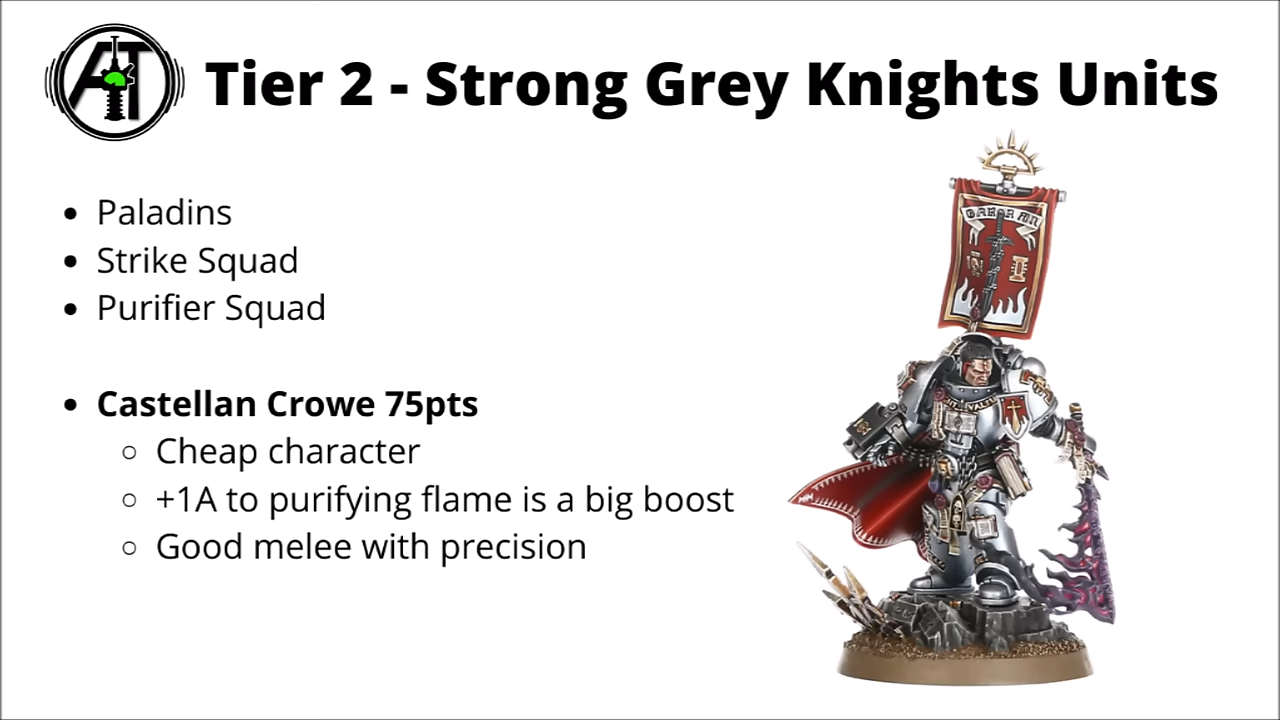 AT
Tier 2 - Strong Grey Knights Units
Paladins
Strike Squad
Purifier Squad
Castellan Crowe 75pts
Cheap character
+1A to purifying flame is a big boost
Good melee with precision